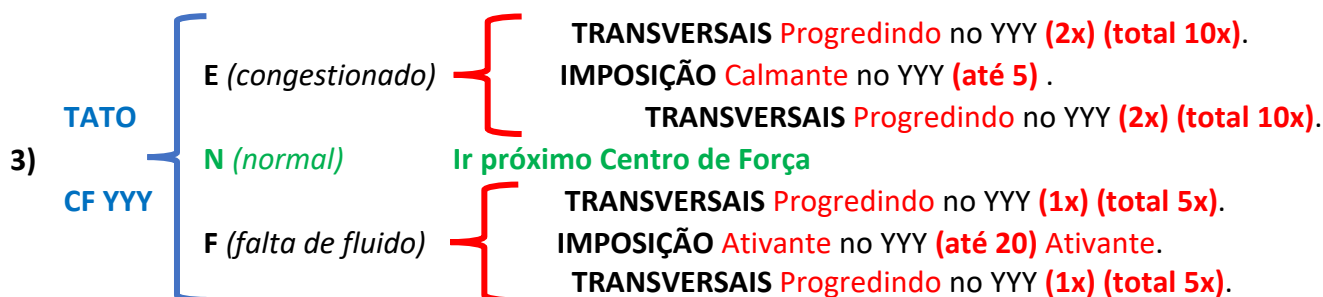 TRANSVERSAIS Progredindo no YYY (2x) (total 10x).
E (congestionado) IMPOSIÇÃO Calmante no YYY (até 5) .
TATO TRANSVERSAIS Progredindo no YYY (2x) (total 10x).
3) N (normal) Ir próximo Centro de Força
CF YYY TRANSVERSAIS Progredindo no YYY (1x) (total 5x).
F (falta de fluido) IMPOSIÇÃO Ativante no YYY (até 20) Ativante.
TRANSVERSAIS Progredindo no YYY (1x) (total 5x).